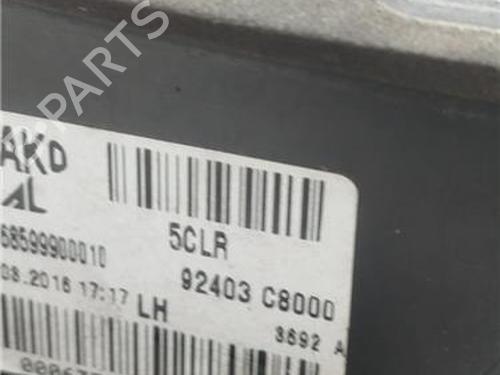 B-PARTS
AKD
AL
68599900010
5CLR
08.2016 17:17
LH
92403 C8000
3692 A